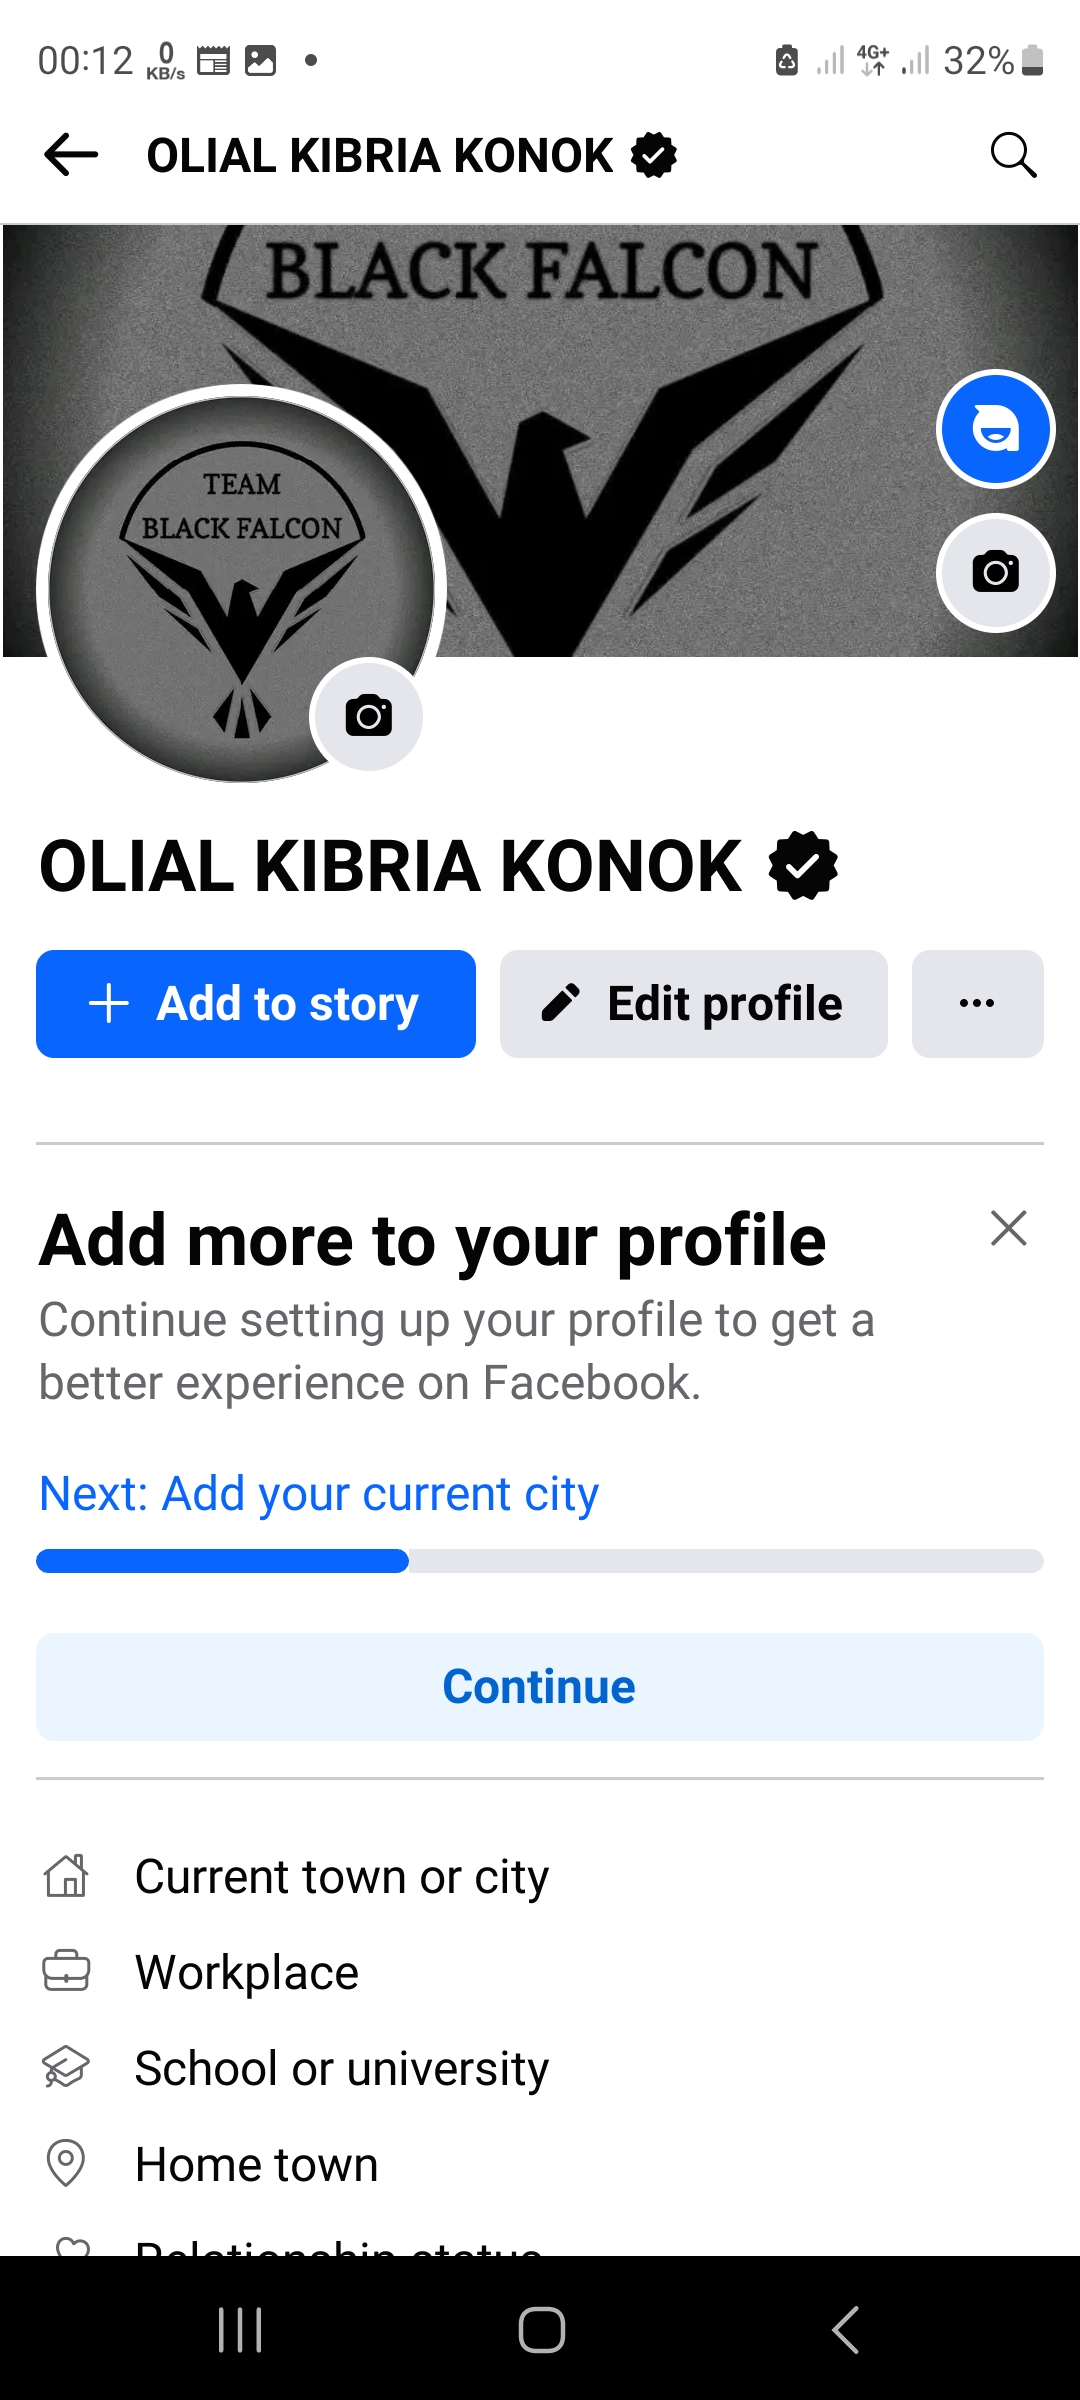 00:12 0 KB/s 4G+ 32%
OLIAL KIBRIA KONOK
BLACK FALCON
TEAM
BLACK FALCON
OLIAL KIBRIA KONOK
Add to story Edit profile
Add more to your profile
Continue setting up your profile to get a
better experience on Facebook.
Next: Add your current city
Continue
Current town or city
Workplace
School or university
Home town
Relationship status